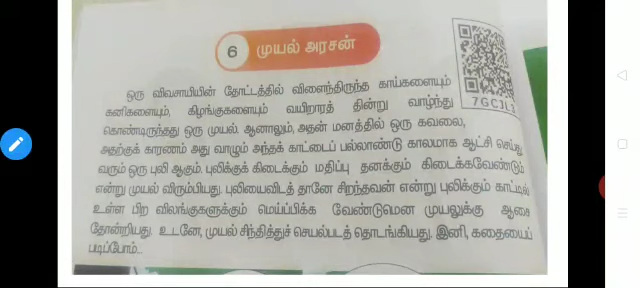 6 முயல் அரசன்
7GCJL1
ஒரு விவசாயியின் தோட்டத்தில் விளைந்திருந்த காய்களையும்
கனிகளையும், கிழங்குகளையும் வயிறாரத் தின்று வாழ்ந்து
கொண்டிருந்தது ஒரு முயல். ஆனாலும், அதன் மனத்தில் ஒரு கவலை,
அதற்குக் காரணம் அது வாழும் அந்தக் காட்டைப் பல்லாண்டு காலமாக ஆட்சி செய்து
வரும் ஒரு புலி ஆகும். புலிக்குக் கிடைக்கும் மதிப்பு தனக்கும் கிடைக்கவேண்டும்
என்று முயல் விரும்பியது. புலியைவிடத் தானே சிறந்தவன் என்று புலிக்கும் காட்டில்
உள்ள பிற விலங்குகளுக்கும் மெய்ப்பிக்க வேண்டுமென முயலுக்கு ஆசை
தோன்றியது. உடனே, முயல் சிந்தித்துச் செயல்படத் தொடங்கியது. இனி, கதையைப்
படிப்போம்...